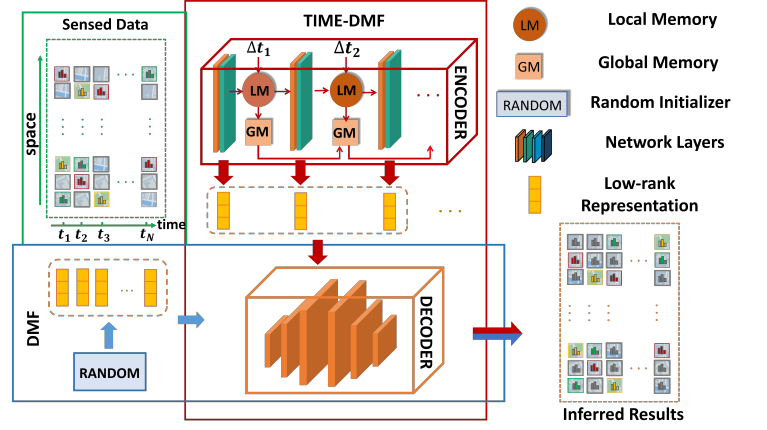 Sensed Data
space
time
t1 t2 t3 tN
TIME-DMF
Δt1 Δt2
LM LM
GM GM
ENCODER
DMF
RANDOM
DECODER
LM Local Memory
GM Global Memory
RANDOM Random Initializer
Network Layers
Low-rank
Representation
Inferred Results